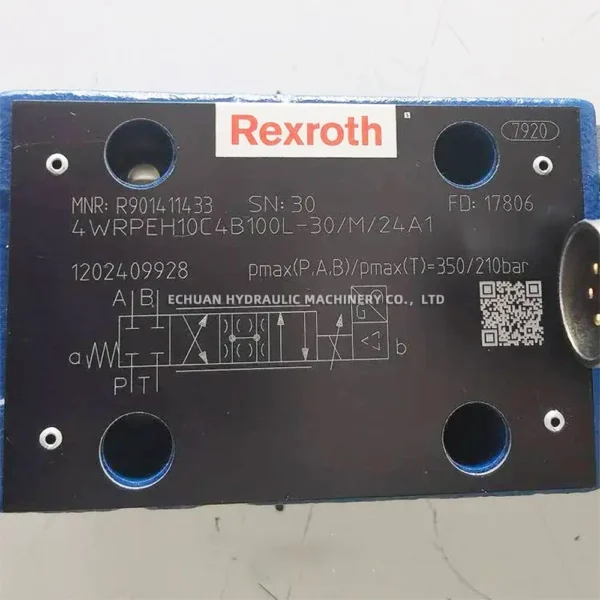 Rexroth
7920
MNR: R901411433 SN: 30 FD: 17806
4WRPEH10C4B100L-30/M/24A1
1202409928 pmax(P,A,B)/pmax(T)=350/210bar
A B
ECHUAN HYDRAULIC MACHINERY CO., LTD
a b
P T